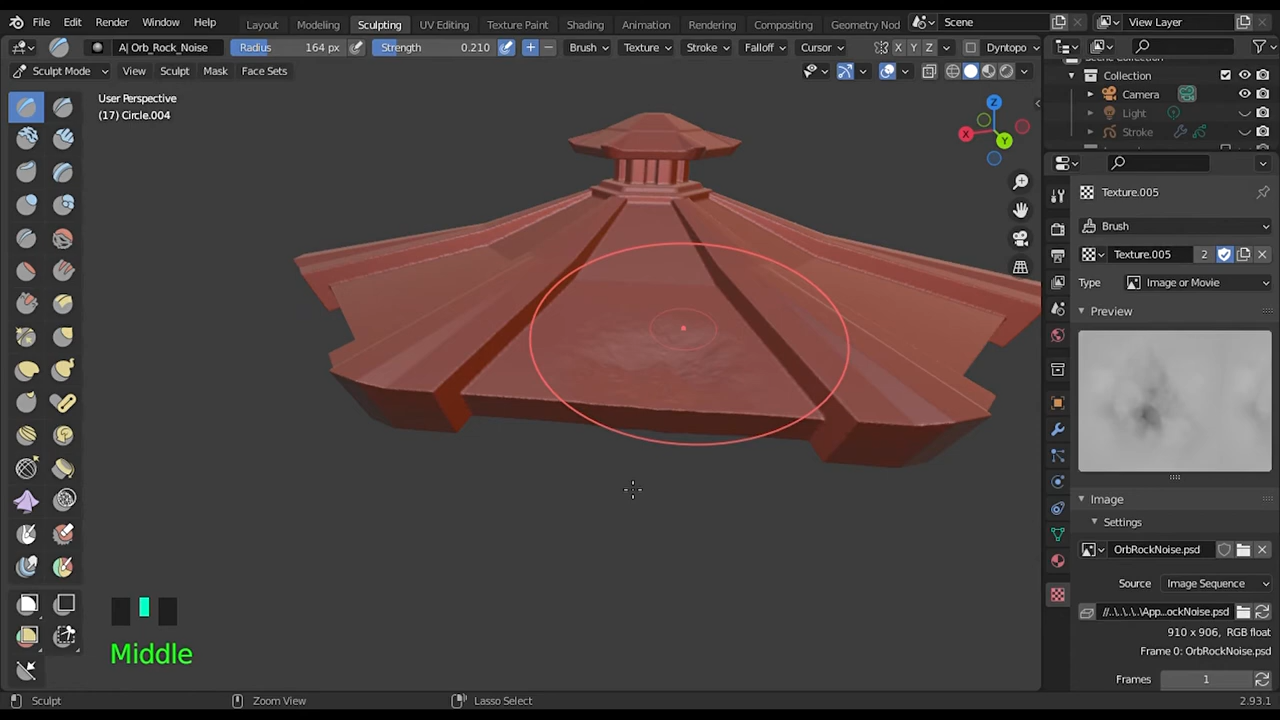 File Edit Render Window Help Layout Modeling Sculpting UV Editing Texture Paint Shading Animation Rendering Compositing Geometry Nod Scene View Layer
A| Orb_Rock_Noise Radius 164 px Strength 0.210 Brush Texture Stroke Falloff Cursor X Y Z Dyntopo
Sculpt Mode View Sculpt Mask Face Sets
User Perspective
(17) Circle.004
Z
X
Y
Collection
Camera
Light
Stroke
Texture.005
Brush
Texture.005 2
Type Image or Movie
Preview
Image
Settings
OrbRockNoise.psd
Source Image Sequence
//..\..\..\..\App...ockNoise.psd
910 x 906, RGB float
Frame 0: OrbRockNoise.psd
Frames 1
Middle
Sculpt Zoom View Lasso Select 2.93.1